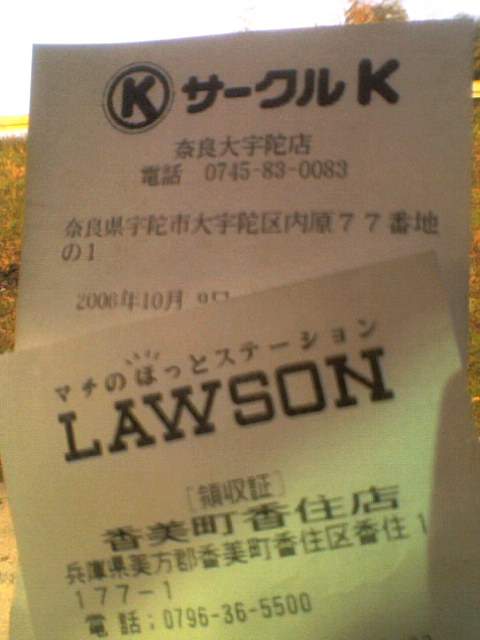 K サークルK
奈良大宇陀店
電話 0745-83-0083
奈良県宇陀市大宇陀区内原77番地
の1
2006年10月 9日
マチのほっとステーション
LAWSON
[領収証]
香美町香住店
兵庫県美方郡香美町香住区香住1
177-1
電話:0796-36-5500